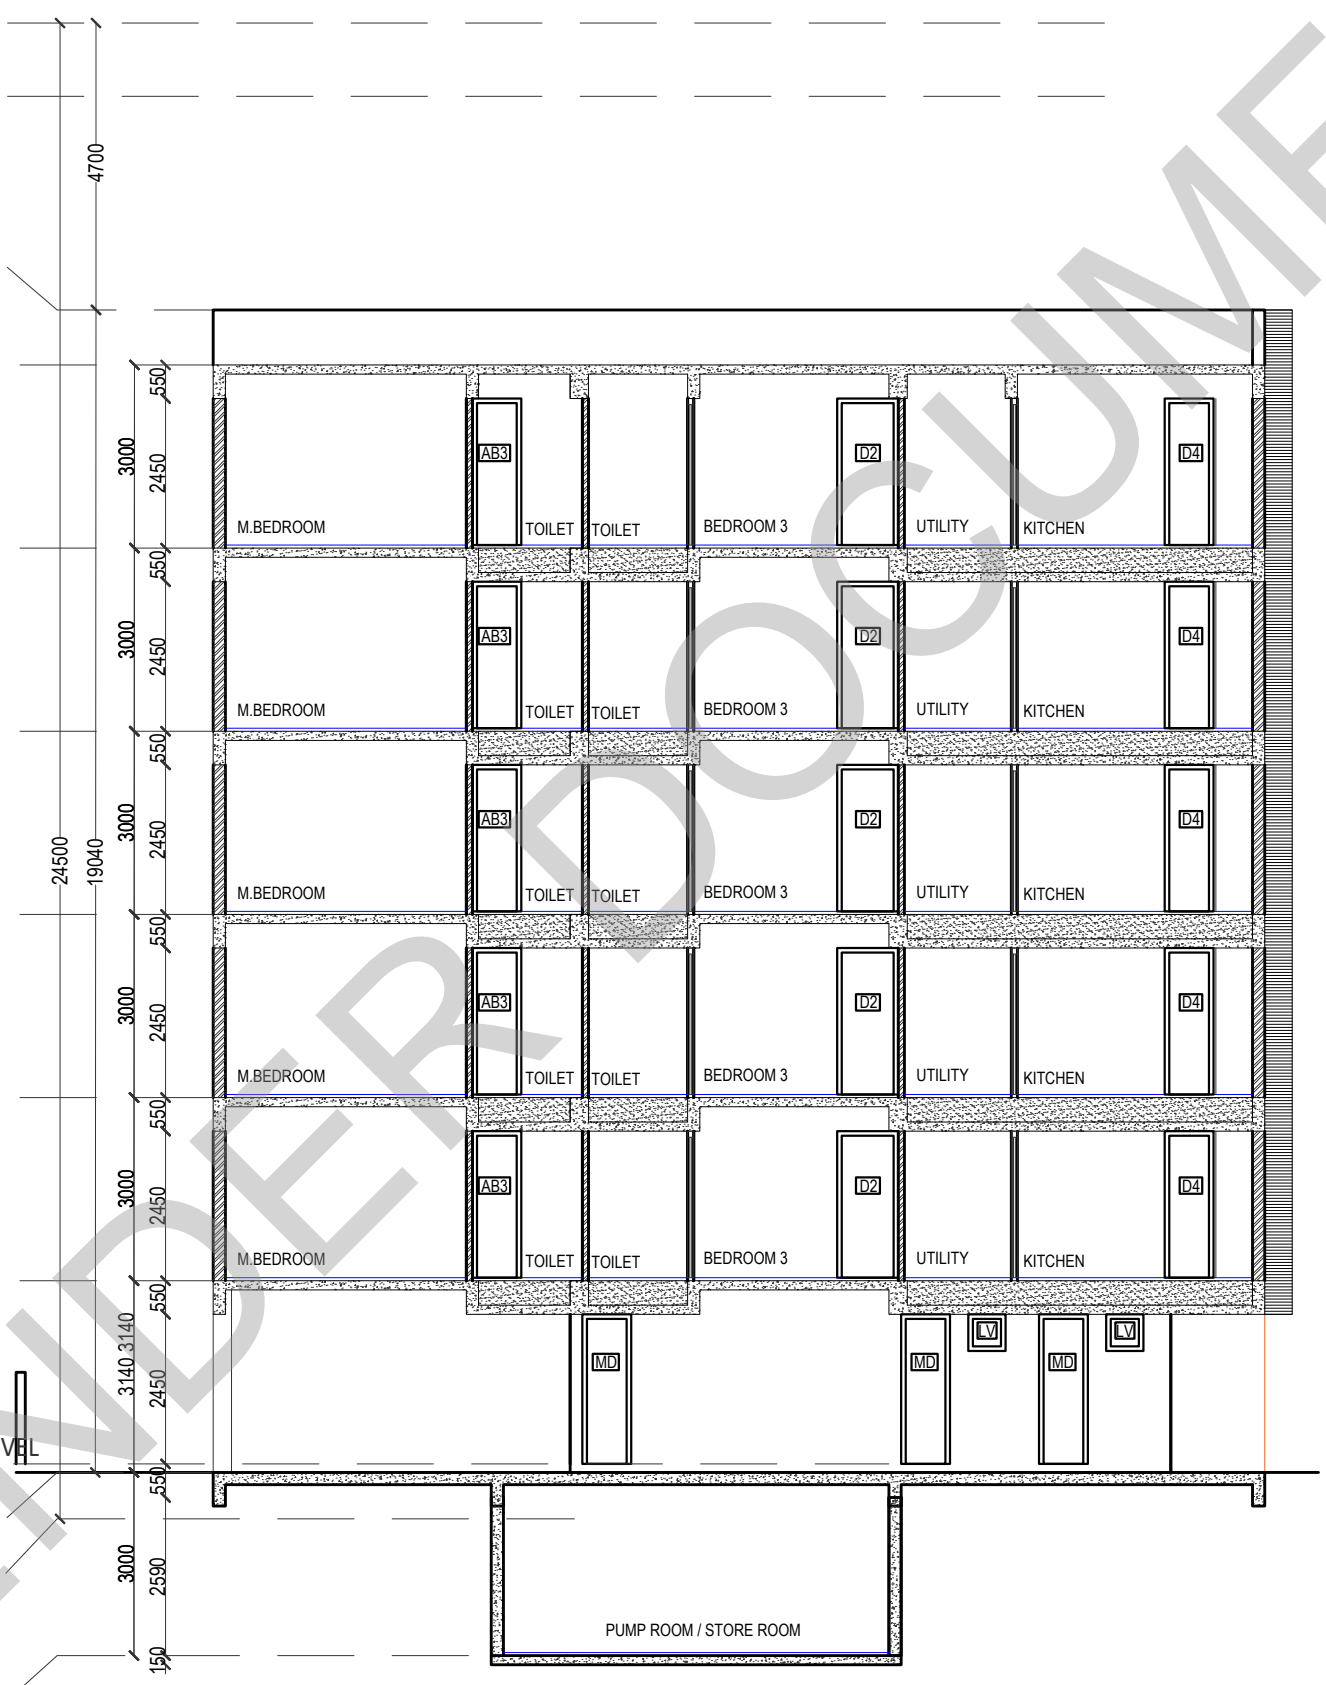 4700
550
3000
2450
AB3
D2
D4
M.BEDROOM
TOILET
TOILET
BEDROOM 3
UTILITY
KITCHEN
550
3000
2450
AB3
D2
D4
M.BEDROOM
TOILET
TOILET
BEDROOM 3
UTILITY
KITCHEN
550
24500
19040
3000
2450
AB3
D2
D4
M.BEDROOM
TOILET
TOILET
BEDROOM 3
UTILITY
KITCHEN
550
3000
2450
AB3
D2
D4
M.BEDROOM
TOILET
TOILET
BEDROOM 3
UTILITY
KITCHEN
550
3000
2450
AB3
D2
D4
M.BEDROOM
TOILET
TOILET
BEDROOM 3
UTILITY
KITCHEN
550
3140
3140
2450
MD
MD
LV
MD
LV
VEL
550
3000
2590
PUMP ROOM / STORE ROOM
150
ENDER DOCUME